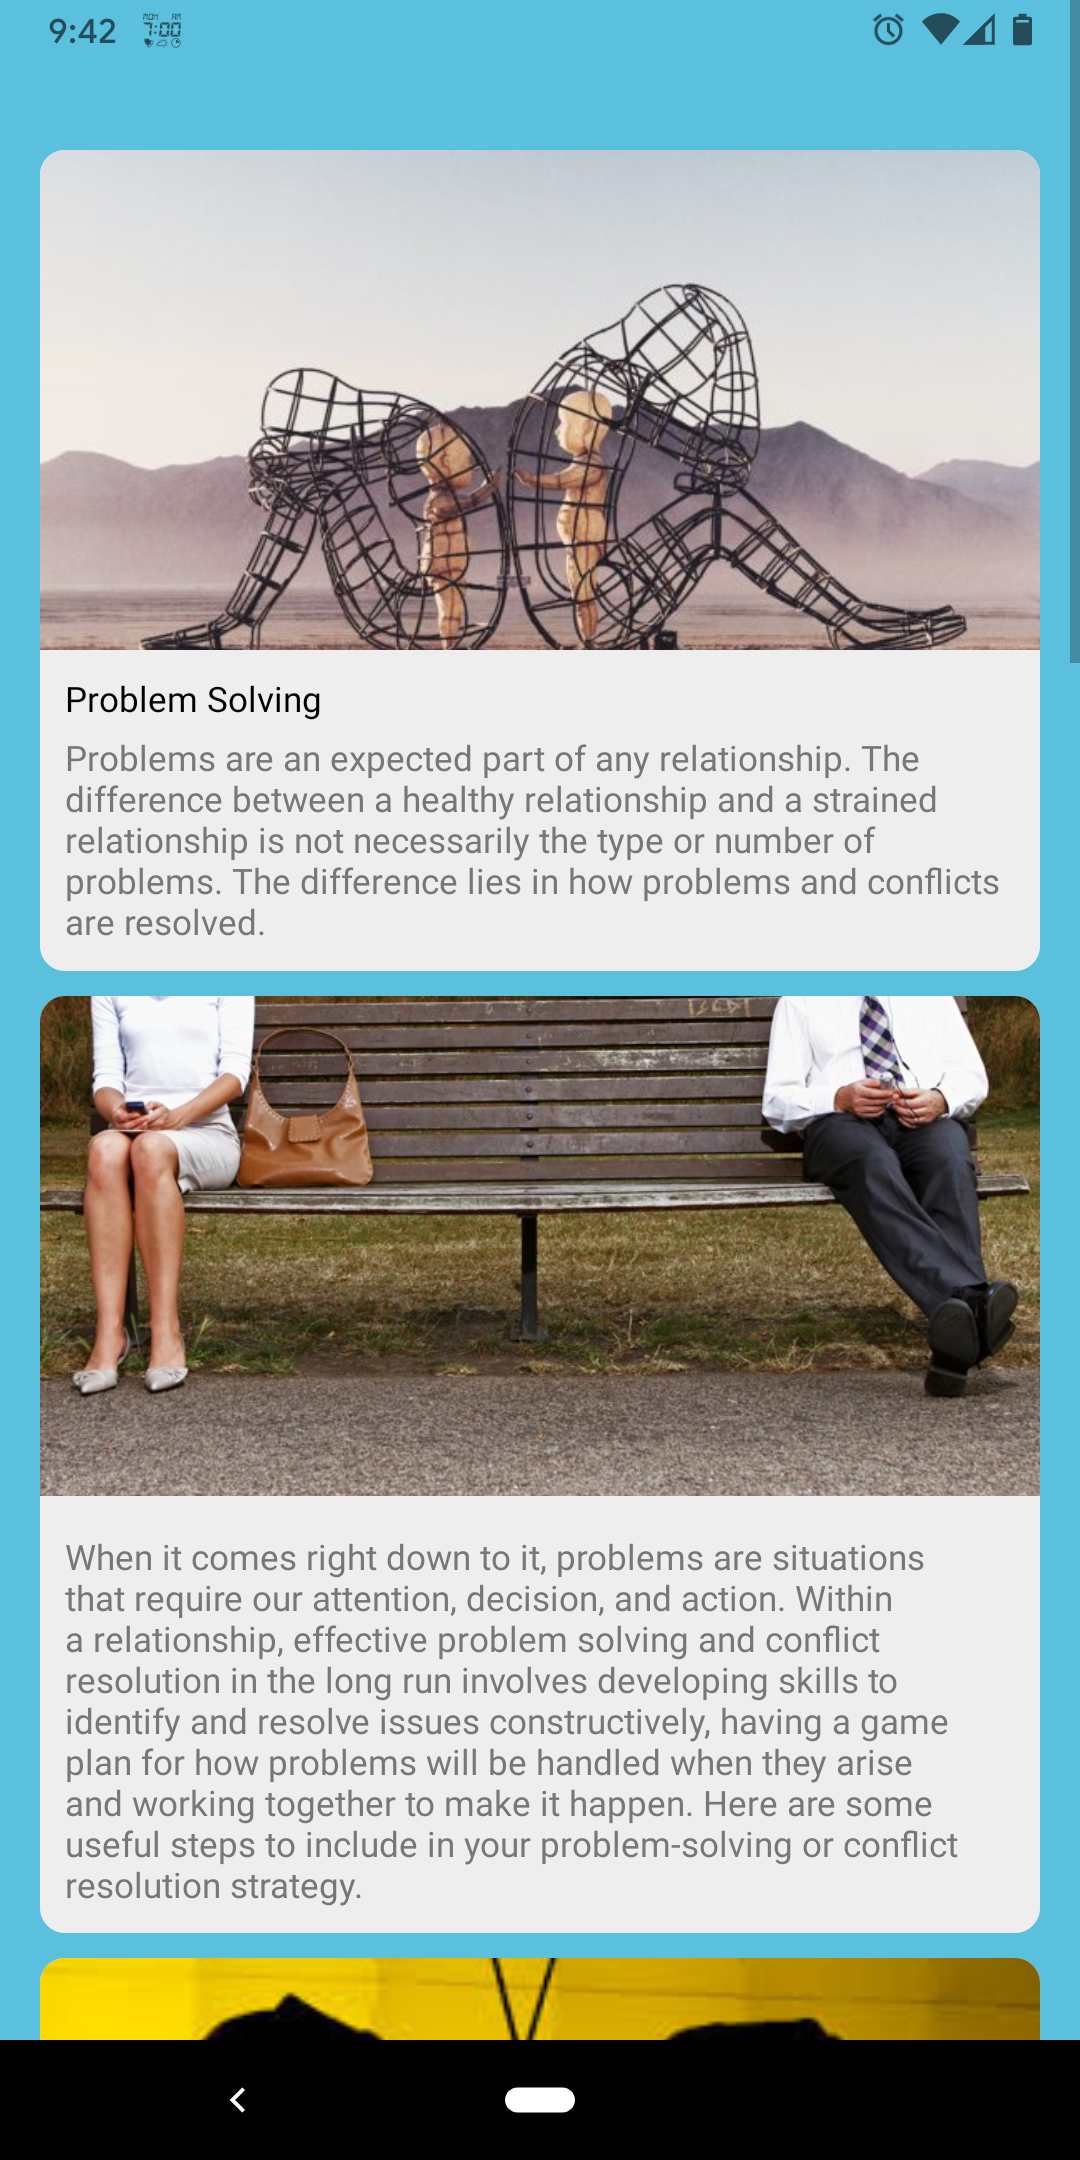 9:42
MON AM
7:00
Problem Solving
Problems are an expected part of any relationship. The
difference between a healthy relationship and a strained
relationship is not necessarily the type or number of
problems. The difference lies in how problems and conflicts
are resolved.
When it comes right down to it, problems are situations
that require our attention, decision, and action. Within
a relationship, effective problem solving and conflict
resolution in the long run involves developing skills to
identify and resolve issues constructively, having a game
plan for how problems will be handled when they arise
and working together to make it happen. Here are some
useful steps to include in your problem-solving or conflict
resolution strategy.